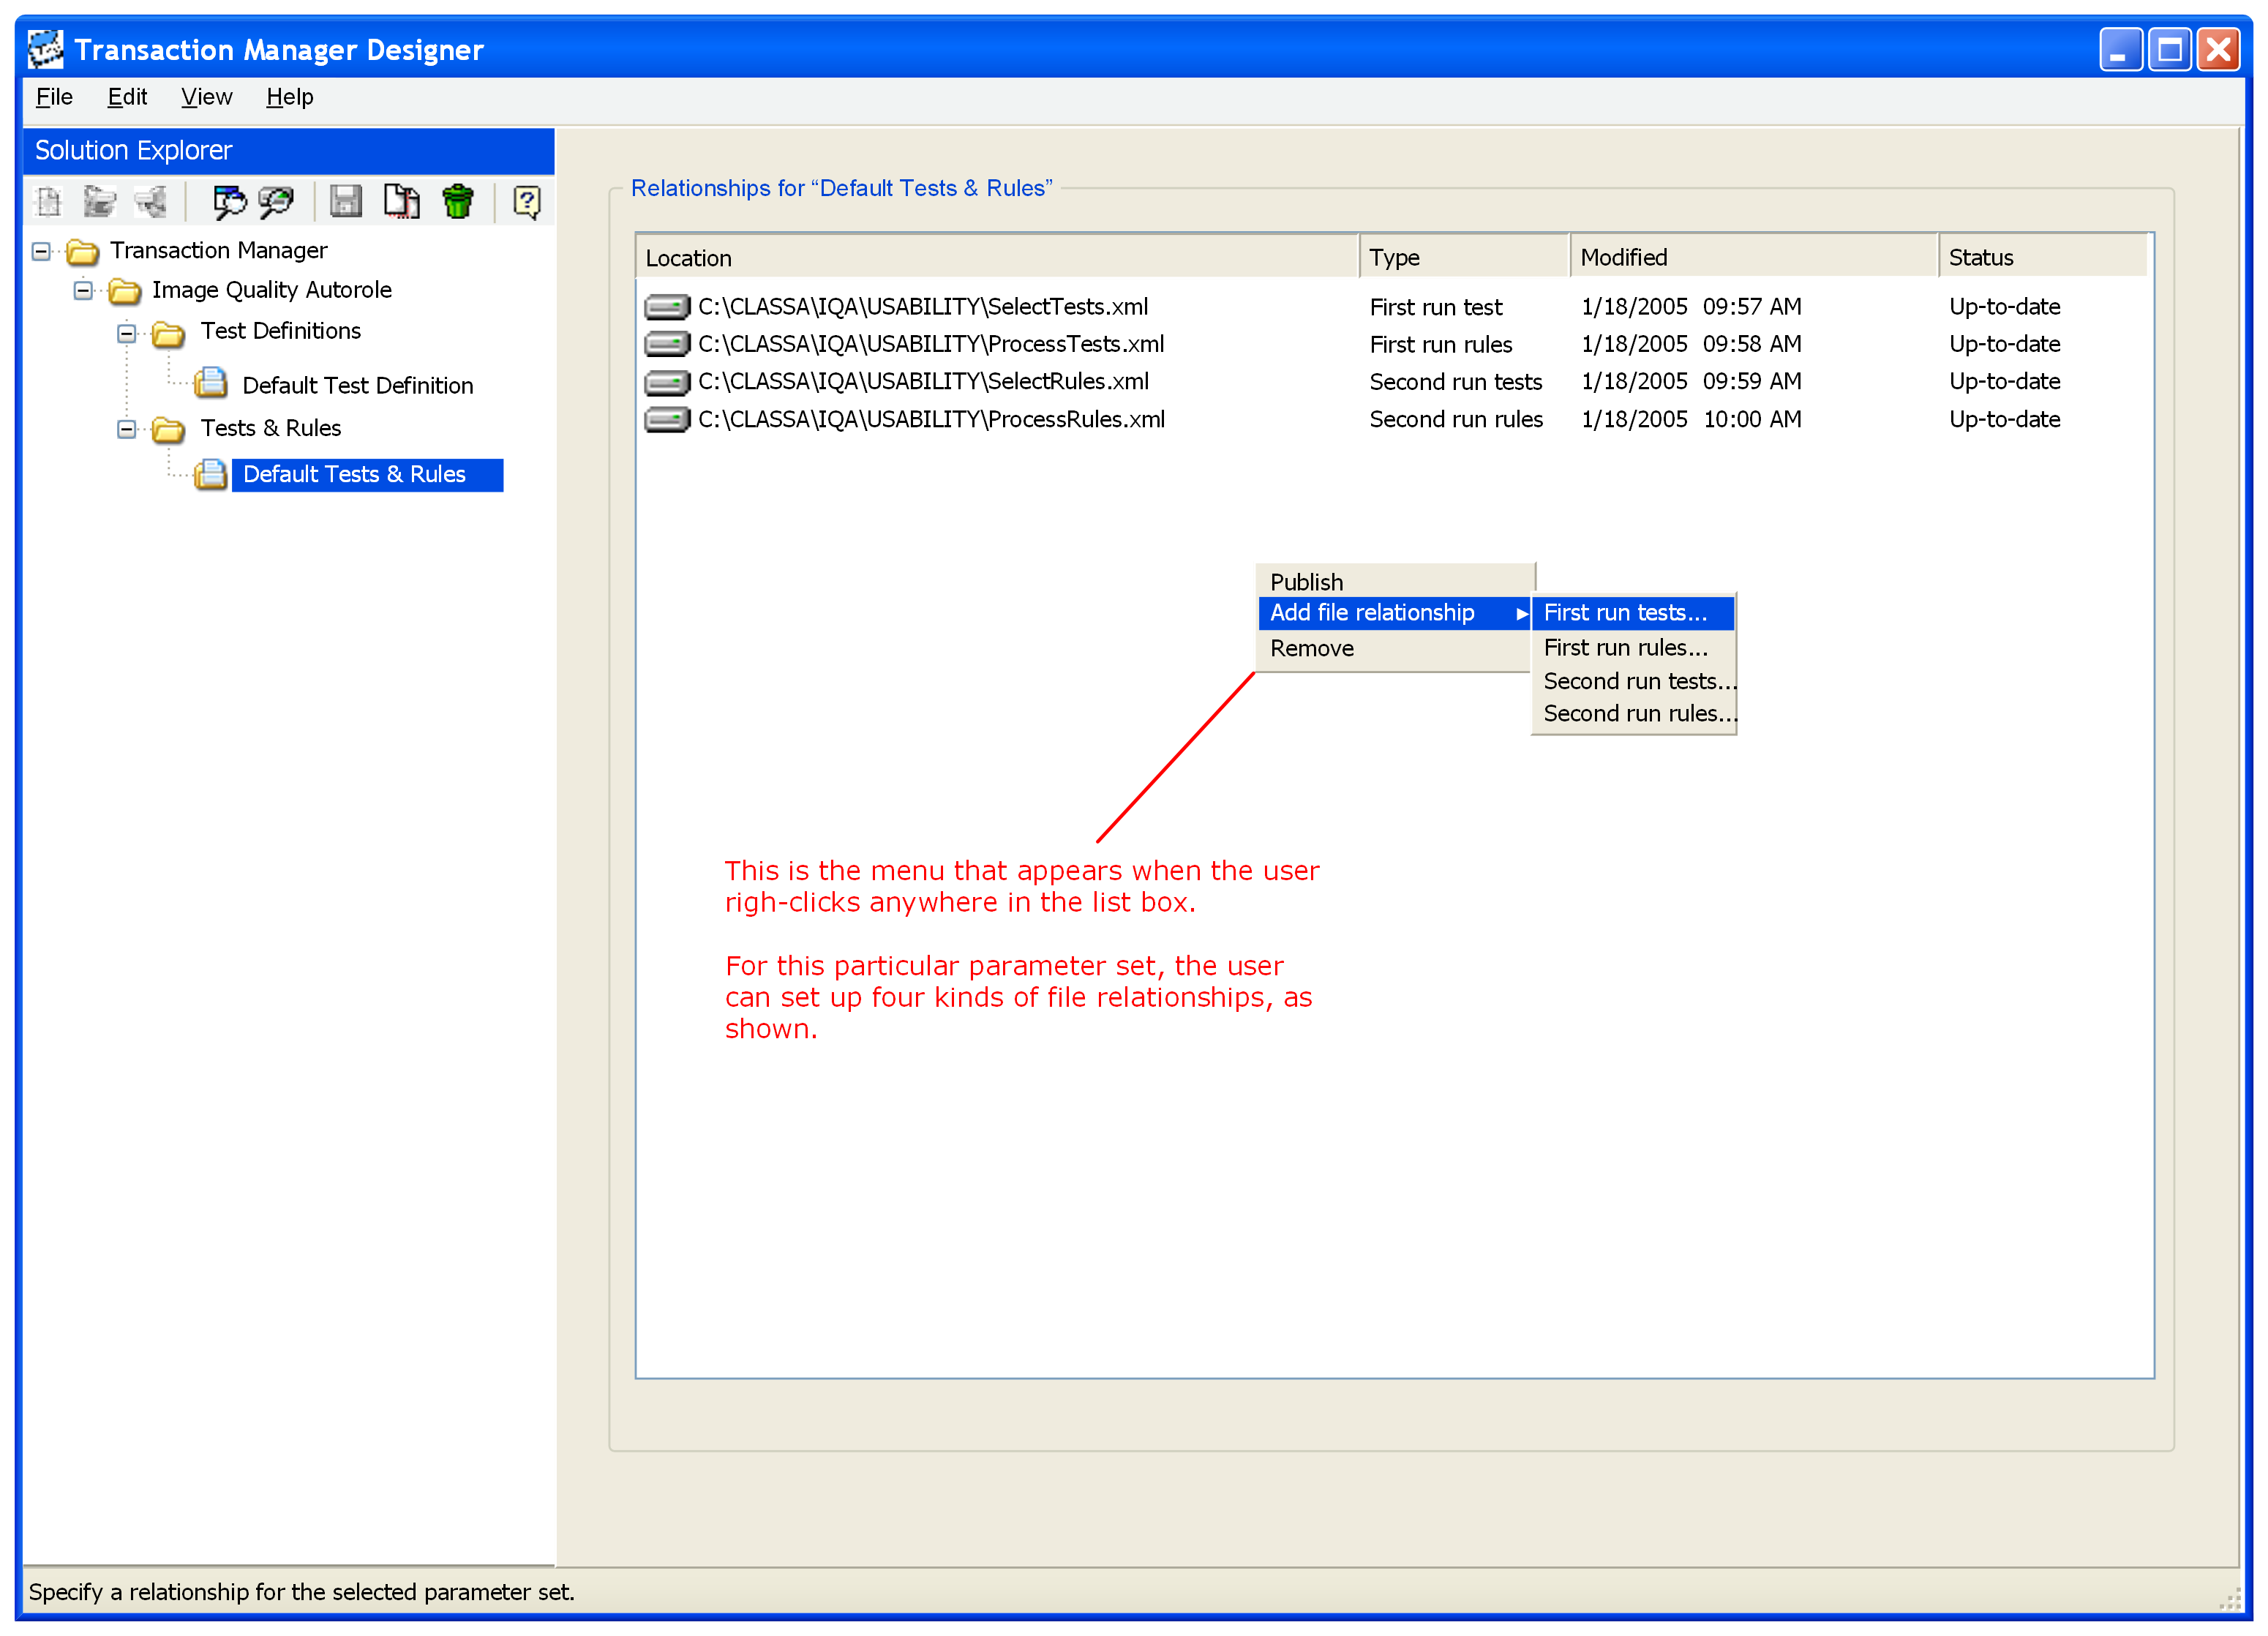 Transaction Manager Designer
File Edit View Help
Solution Explorer
Transaction Manager
Image Quality Autorole
Test Definitions
Default Test Definition
Tests & Rules
Default Tests & Rules
Relationships for “Default Tests & Rules”
Location Type Modified Status
C:\CLASSA\IQA\USABILITY\SelectTests.xml First run test 1/18/2005 09:57 AM Up-to-date
C:\CLASSA\IQA\USABILITY\ProcessTests.xml First run rules 1/18/2005 09:58 AM Up-to-date
C:\CLASSA\IQA\USABILITY\SelectRules.xml Second run tests 1/18/2005 09:59 AM Up-to-date
C:\CLASSA\IQA\USABILITY\ProcessRules.xml Second run rules 1/18/2005 10:00 AM Up-to-date
Publish
Add file relationship
Remove
First run tests...
First run rules...
Second run tests...
Second run rules...
This is the menu that appears when the user
righ-clicks anywhere in the list box.
For this particular parameter set, the user
can set up four kinds of file relationships, as
shown.
Specify a relationship for the selected parameter set.